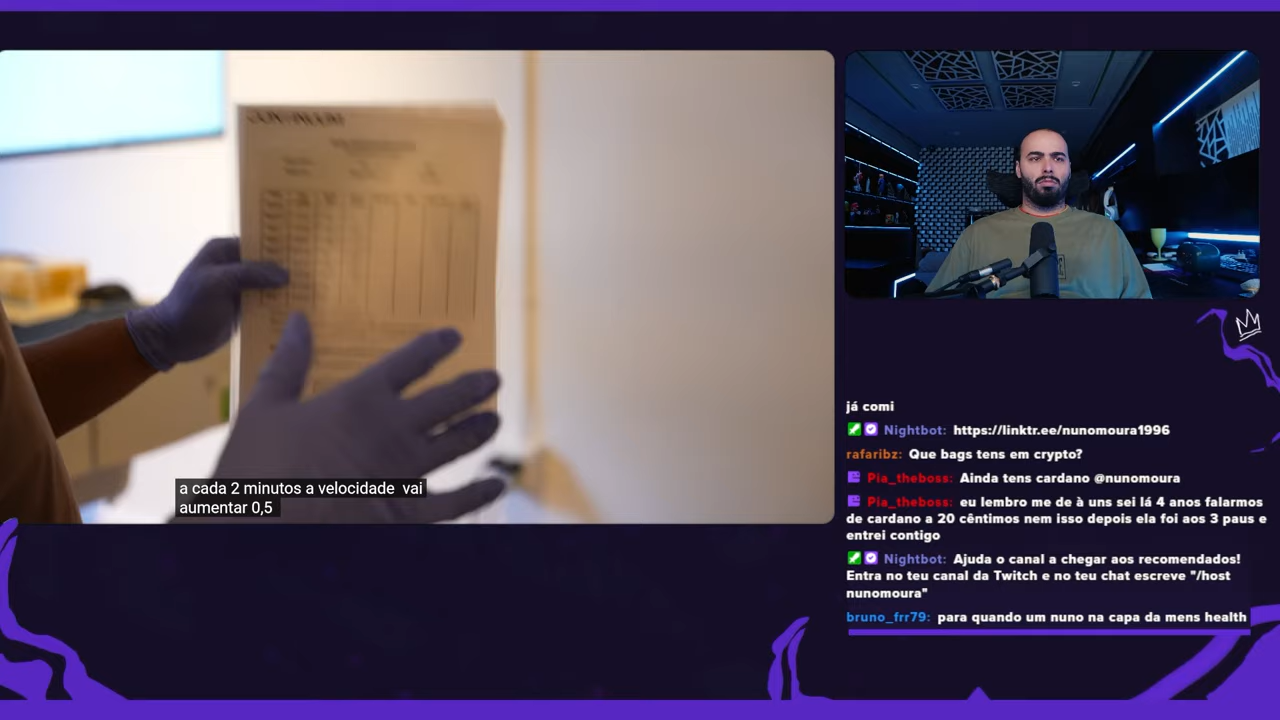 a cada 2 minutos a velocidade vai
aumentar 0,5
já comi
Nightbot: https://linktr.ee/nunomoura1996
rafaribz: Que bags tens em crypto?
Pia_theboss: Ainda tens cardano @nunomoura
Pia_theboss: eu lembro me de à uns sei lá 4 anos falarmos
de cardano a 20 cêntimos nem isso depois ela foi aos 3 paus e
entrei contigo
Nightbot: Ajuda o canal a chegar aos recomendados!
Entra no teu canal da Twitch e no teu chat escreve "/host
nunomoura"
bruno_frr79: para quando um nuno na capa da mens health